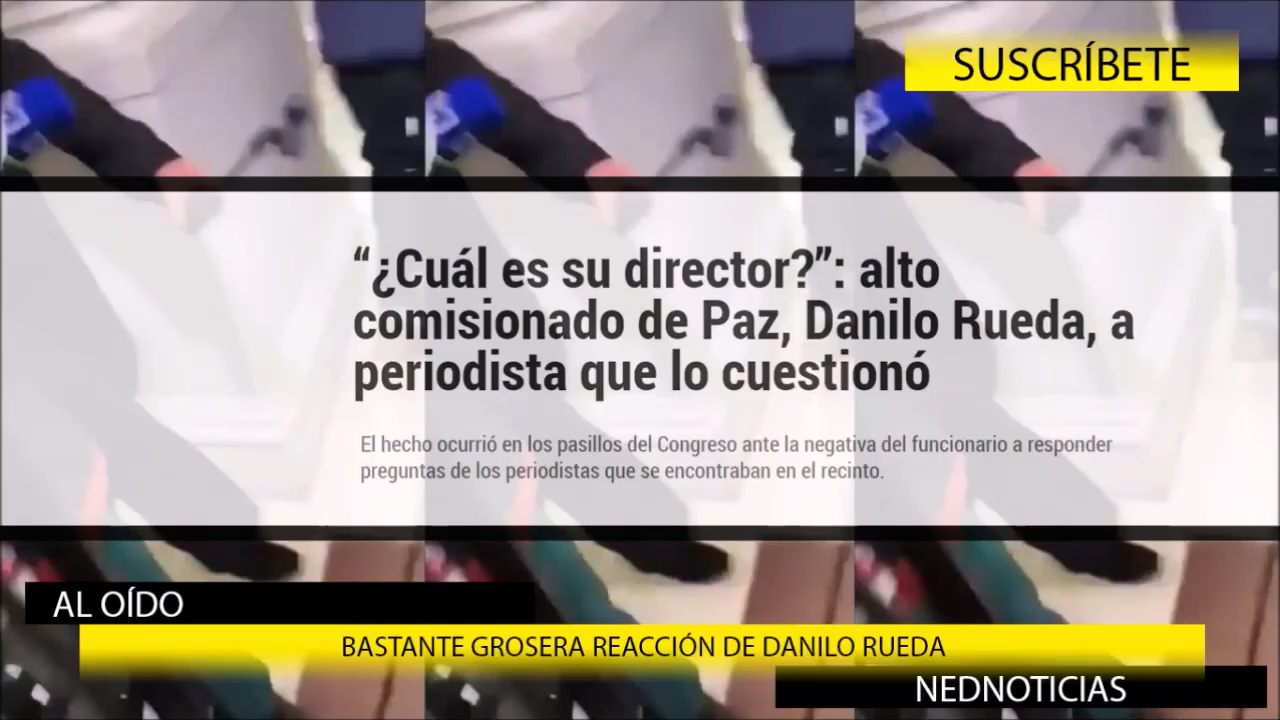 SUSCRÍBETE
“¿Cuál es su director?”: alto
comisionado de Paz, Danilo Rueda, a
periodista que lo cuestionó
El hecho ocurrió en los pasillos del Congreso ante la negativa del funcionario a responder
preguntas de los periodistas que se encontraban en el recinto.
AL OÍDO
BASTANTE GROSERA REACCIÓN DE DANILO RUEDA
NEDNOTICIAS